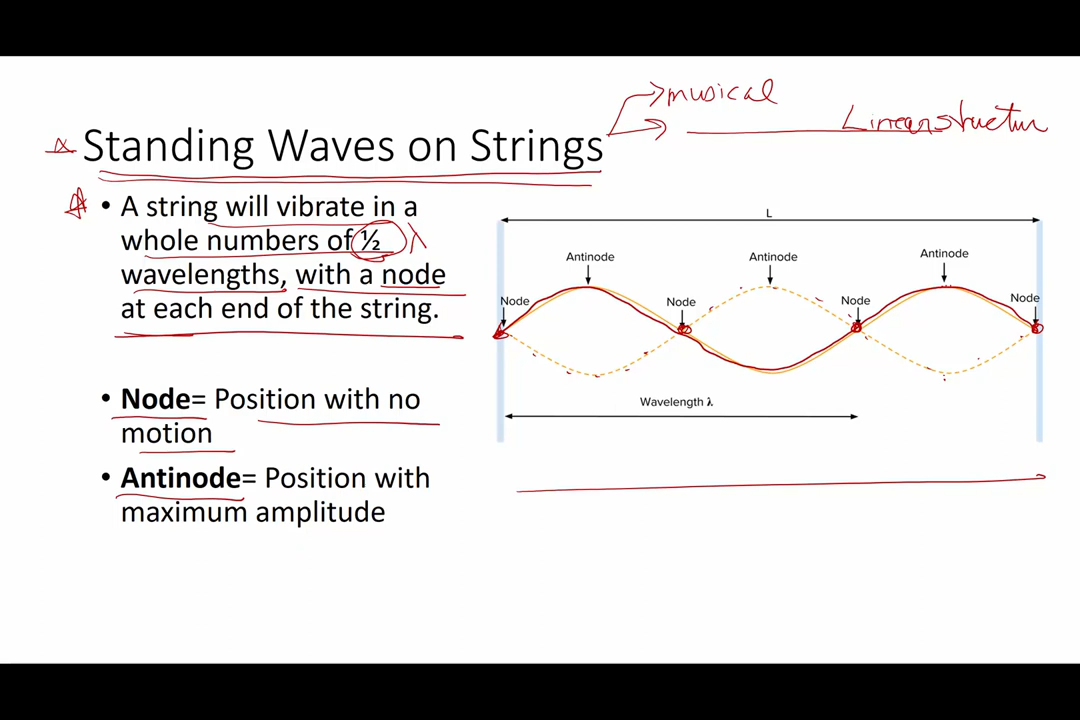 musical
Standing Waves on Strings
• A string will vibrate in a
whole numbers of ½ λ
wavelengths, with a node
at each end of the string.
• Node= Position with no
motion
• Antinode= Position with
maximum amplitude
L
Antinode
Antinode
Antinode
Node
Node
Node
Node
Wavelength λ